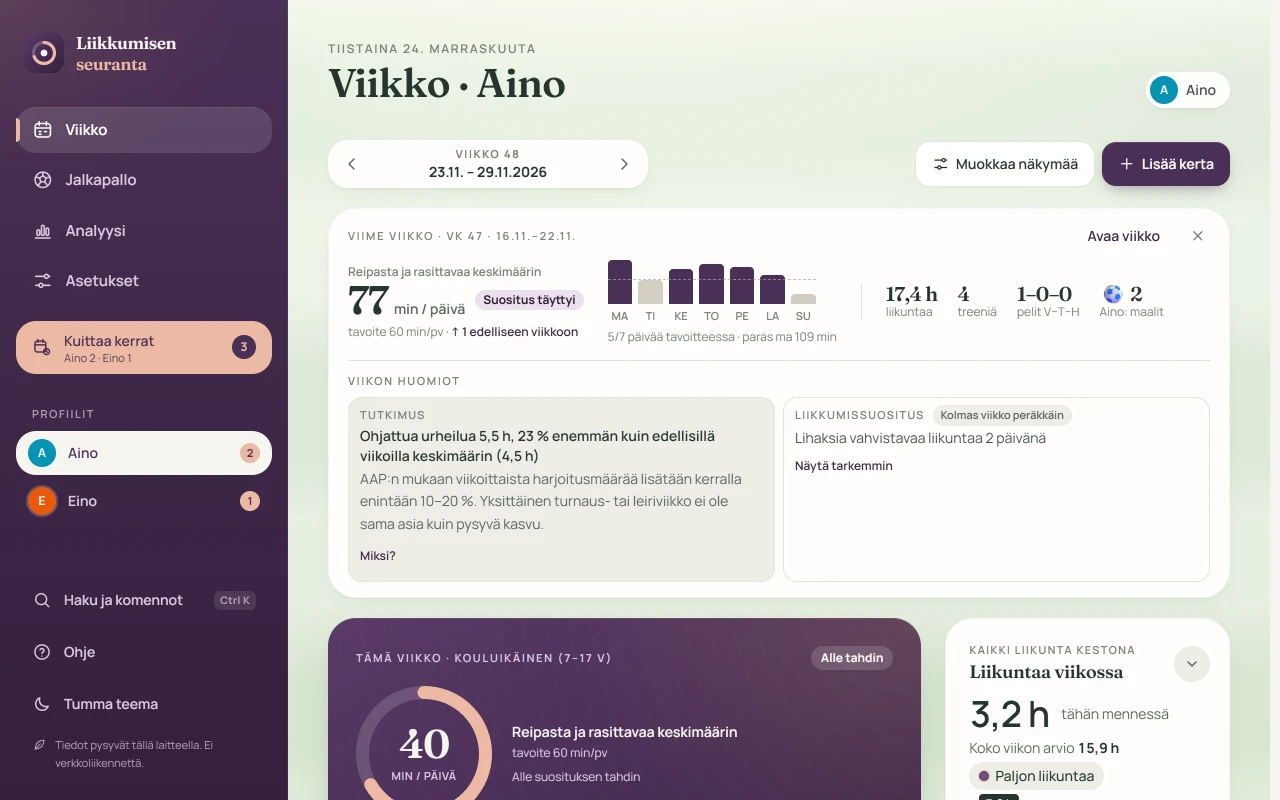 Liikkumisen
seuranta
Viikko
Jalkapallo
Analyysi
Asetukset
Kuittaa kerrat
Aino 2 · Eino 1
3
PROFIILIT
A Aino 2
E Eino 1
Haku ja komennot Ctrl K
Ohje
Tumma teema
Tiedot pysyvät tällä laitteella. Ei
verkkoliikennettä.
TIISTAINA 24. MARRASKUUTA
Viikko · Aino
A Aino
VIIKKO 48
23.11. – 29.11.2026
Muokkaa näkymää
Lisää kerta
VIIME VIIKKO · VK 47 · 16.11.–22.11.
Avaa viikko
Reipasta ja rasittavaa keskimäärin
77 min / päivä
Suositus täyttyi
tavoite 60 min/pv · ↑ 1 edelliseen viikkoon
MA TI KE TO PE LA SU
5/7 päivää tavoitteessa · paras ma 109 min
17,4 h
liikuntaa
4
treeniä
1–0–0
pelit V–T–H
2
Aino: maalit
VIIKON HUOMIOT
TUTKIMUS
Ohjattua urheilua 5,5 h, 23 % enemmän kuin edellisillä
viikoilla keskimäärin (4,5 h)
AAP:n mukaan viikoittaista harjoitusmäärää lisätään kerralla
enintään 10–20 %. Yksittäinen turnaus- tai leiriviikko ei ole
sama asia kuin pysyvä kasvu.
Miksi?
LIIKKUMISSUOSITUS Kolmas viikko peräkkäin
Lihaksia vahvistavaa liikuntaa 2 päivänä
Näytä tarkemmin
TÄMÄ VIIKKO · KOULUIKÄINEN (7–17 V)
Alle tahdin
40
MIN / PÄIVÄ
Reipasta ja rasittavaa keskimäärin
tavoite 60 min/pv
Alle suosituksen tahdin
KAIKKI LIIKUNTA KESTONA
Liikuntaa viikossa
3,2 h tähän mennessä
Koko viikon arvio 15,9 h
Paljon liikuntaa